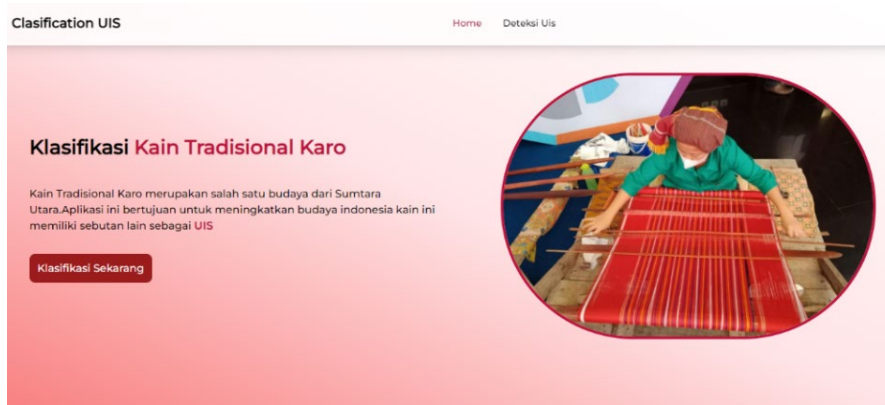 Clasification UIS
Home Deteksi Uis
Klasifikasi Kain Tradisional Karo
Kain Tradisional Karo merupakan salah satu budaya dari Sumtara
Utara.Aplikasi ini bertujuan untuk meningkatkan budaya indonesia kain ini
memiliki sebutan lain sebagai UIS
Klasifikasi Sekarang